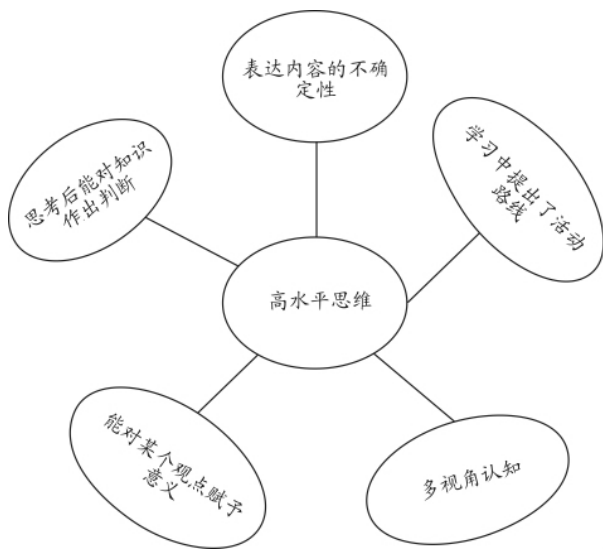 表达内容的不确
定性
学习中提出了活动
路线
思考后能对知识
作出判断
高水平思维
能对某个观点赋予
意义
多视角认知